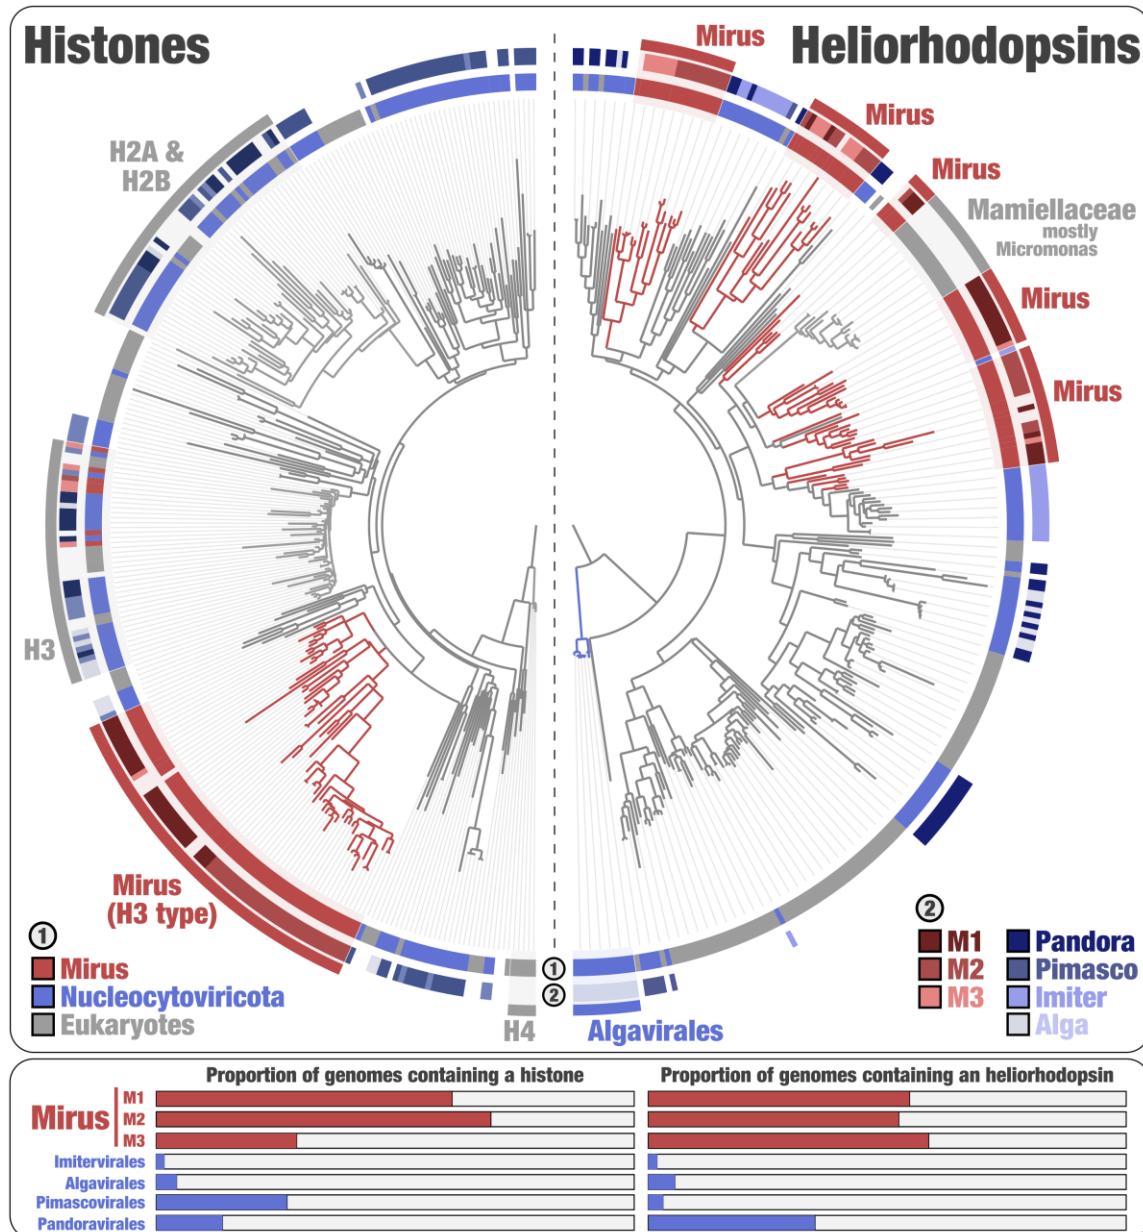 Histones
Heliorhodopsins
Mirus
Mirus
Mirus
H2A &
H2B
Mamiellaceae
mostly
Micromonas
Mirus
Mirus
H3
Mirus
(H3 type)
1
Mirus
Nucleocytoviricota
Eukaryotes
H4
1
2
Algavirales
2
M1
M2
M3
Pandora
Pimasco
Imiter
Alga
Proportion of genomes containing a histone
Proportion of genomes containing an heliorhodopsin
Mirus
M1
M2
M3
Imitervirales
Algavirales
Pimascovirales
Pandoravirales